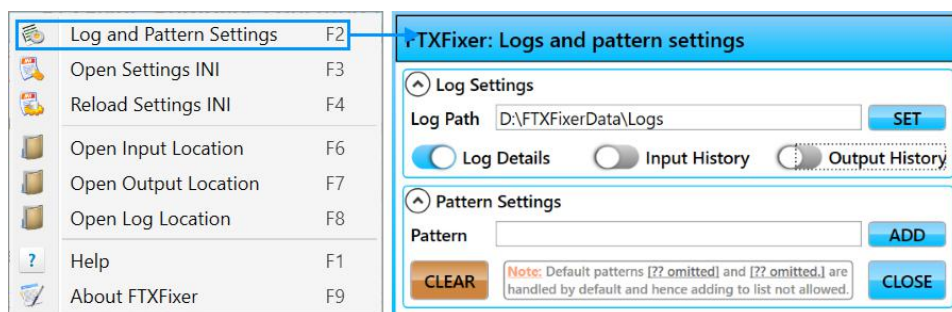 Log and Pattern Settings F2
Open Settings INI F3
Reload Settings INI F4
Open Input Location F6
Open Output Location F7
Open Log Location F8
? Help F1
About FTXFixer F9
FTXFixer: Logs and pattern settings
Log Settings
Log Path D:\FTXFixerData\Logs SET
Log Details Input History Output History
Pattern Settings
Pattern ADD
CLEAR
Note: Default patterns [?? omitted] and [?? omitted.] are
handled by default and hence adding to list not allowed.
CLOSE